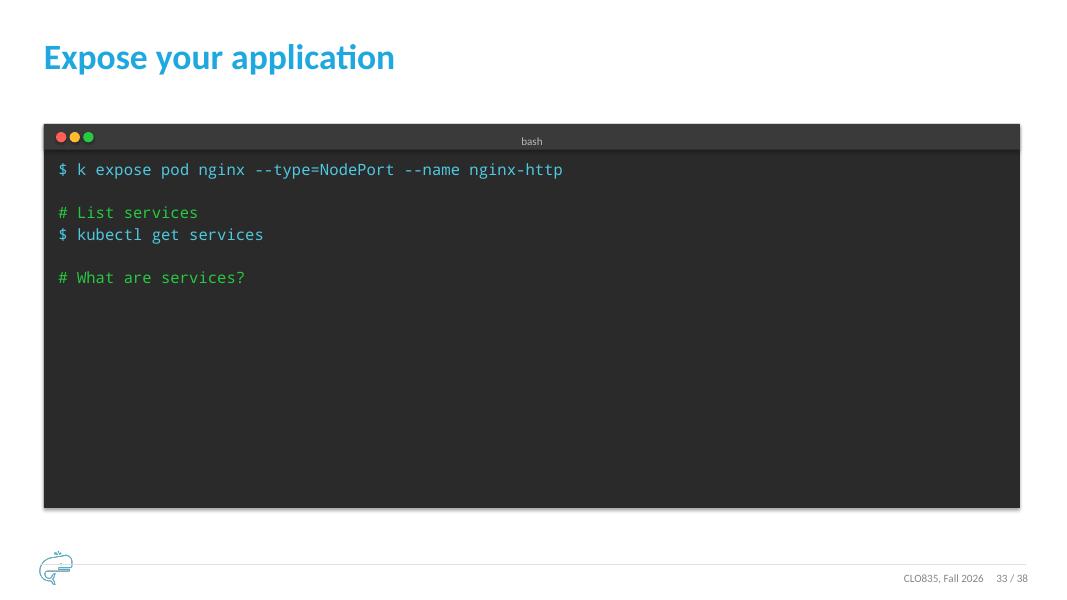 Expose your application
bash
$ k expose pod nginx --type=NodePort --name nginx-http
# List services
$ kubectl get services
# What are services?
CLO835, Fall 2026 33 / 38